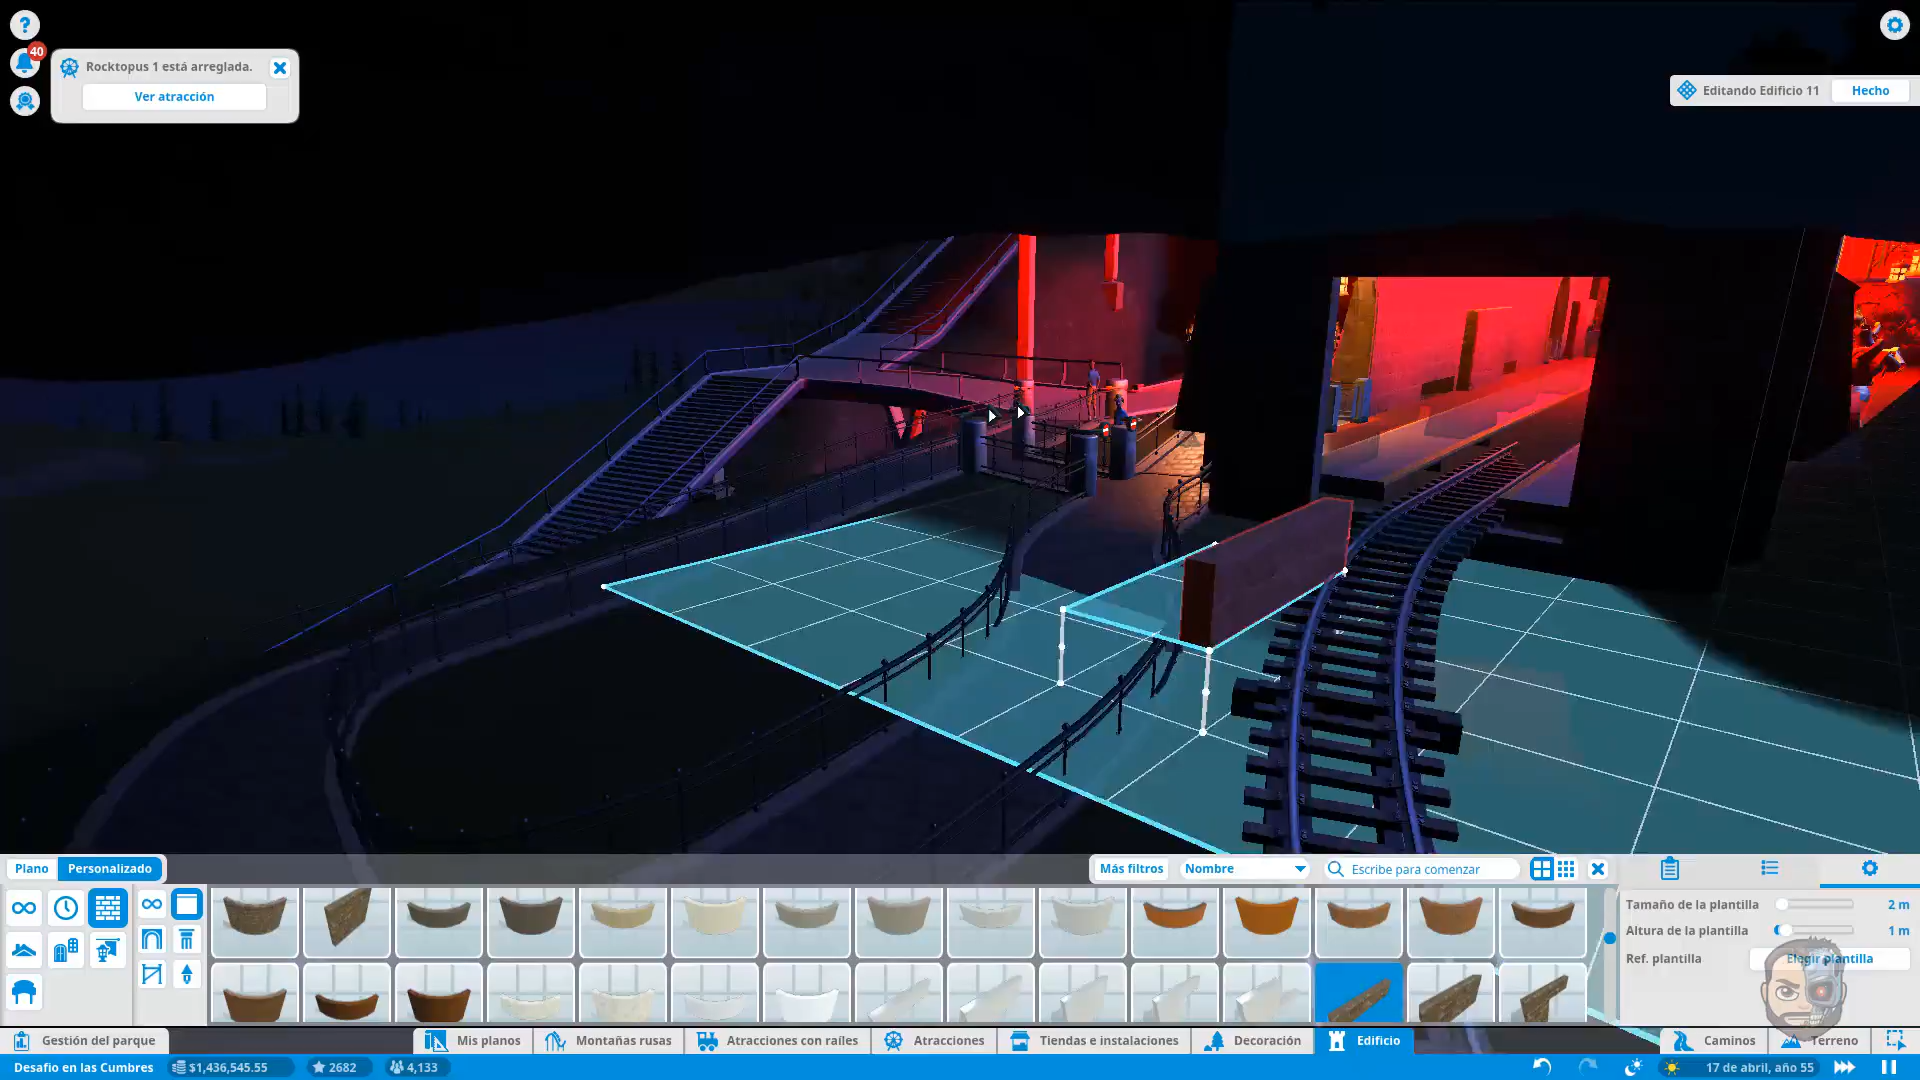 40
Rocktopus 1 está arreglada.
Ver atracción
Editando Edificio 11
Hecho
Plano
Personalizado
Más filtros
Nombre
Escribe para comenzar
Tamaño de la plantilla
2 m
Altura de la plantilla
1 m
Ref. plantilla
Elegir plantilla
Gestión del parque
Mis planos
Montañas rusas
Atracciones con raíles
Atracciones
Tiendas e instalaciones
Decoración
Edificio
Caminos
Terreno
Desafío en las Cumbres
$1,436,545.55
2682
4,133
17 de abril, año 55